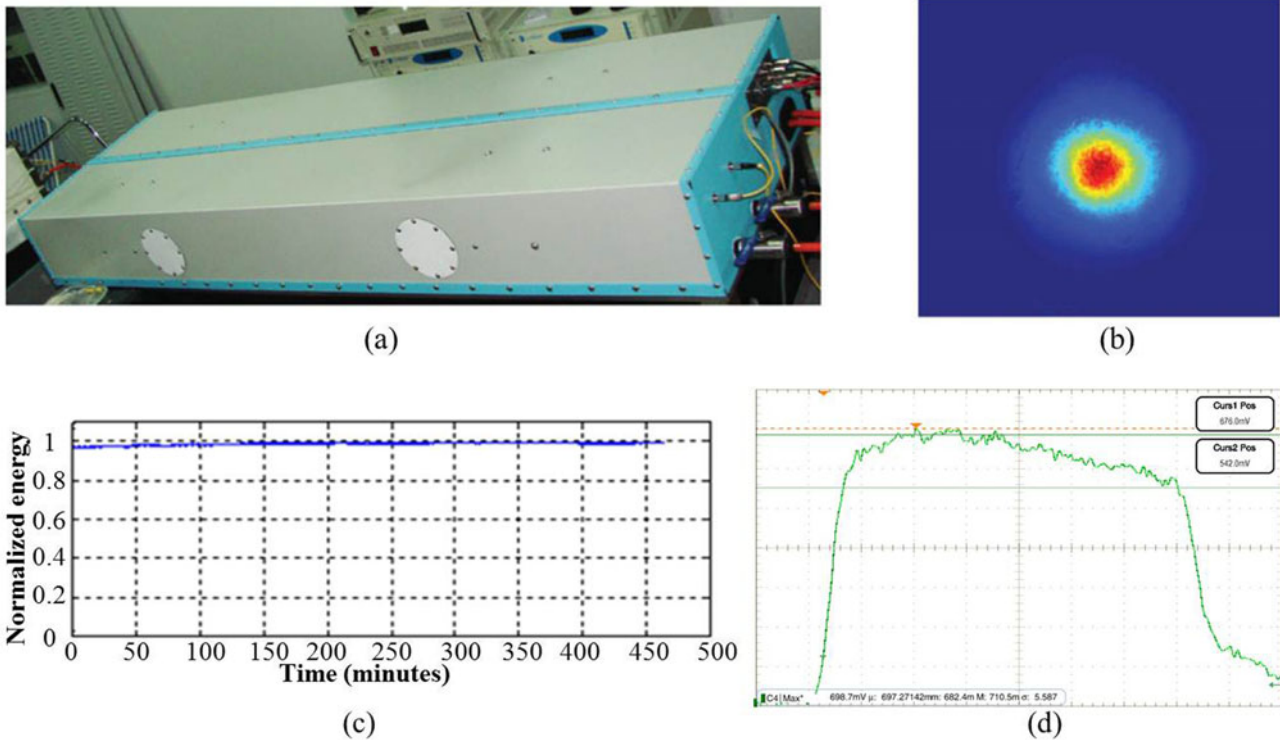 (a)
(b)
Normalized energy
1
0.8
0.6
0.4
0.2
0
0 50 100 150 200 250 300 350 400 450 500
Time (minutes)
(c)
Curs1 Pos
676.0mV
Curs2 Pos
542.0mV
C4 Max* 698.7mV µ: 697.27142mm: 682.4m M: 710.5m σ: 5.587
(d)